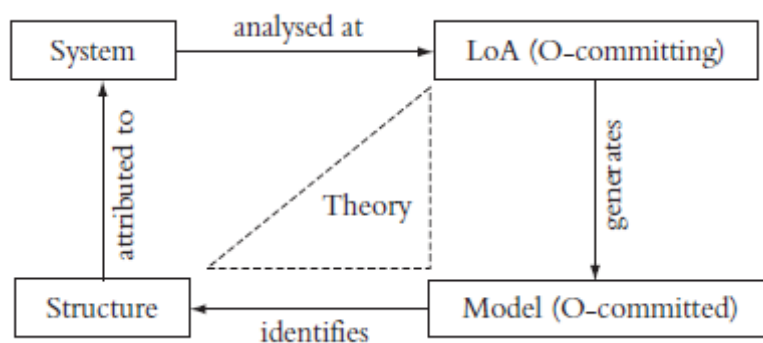 System
analysed at
LoA (O-committing)
attributed to
Theory
generates
Structure
identifies
Model (O-committed)